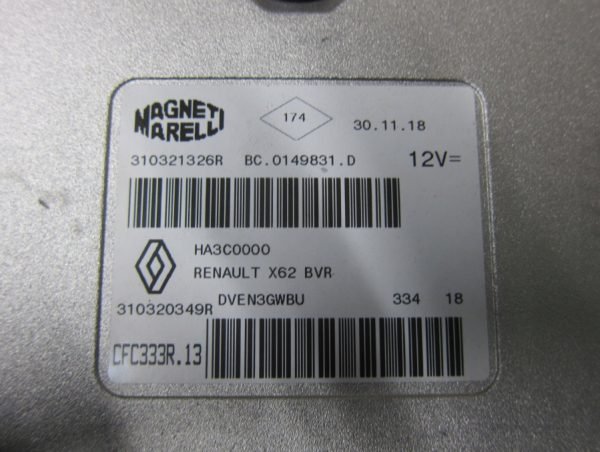 MAGNETI 174 30.11.18
MARELLI
310321326R BC.0149831.D 12V=
HA3C0000
RENAULT X62 BVR
310320349R DVEN3GWBU 334 18
CFC333R.13